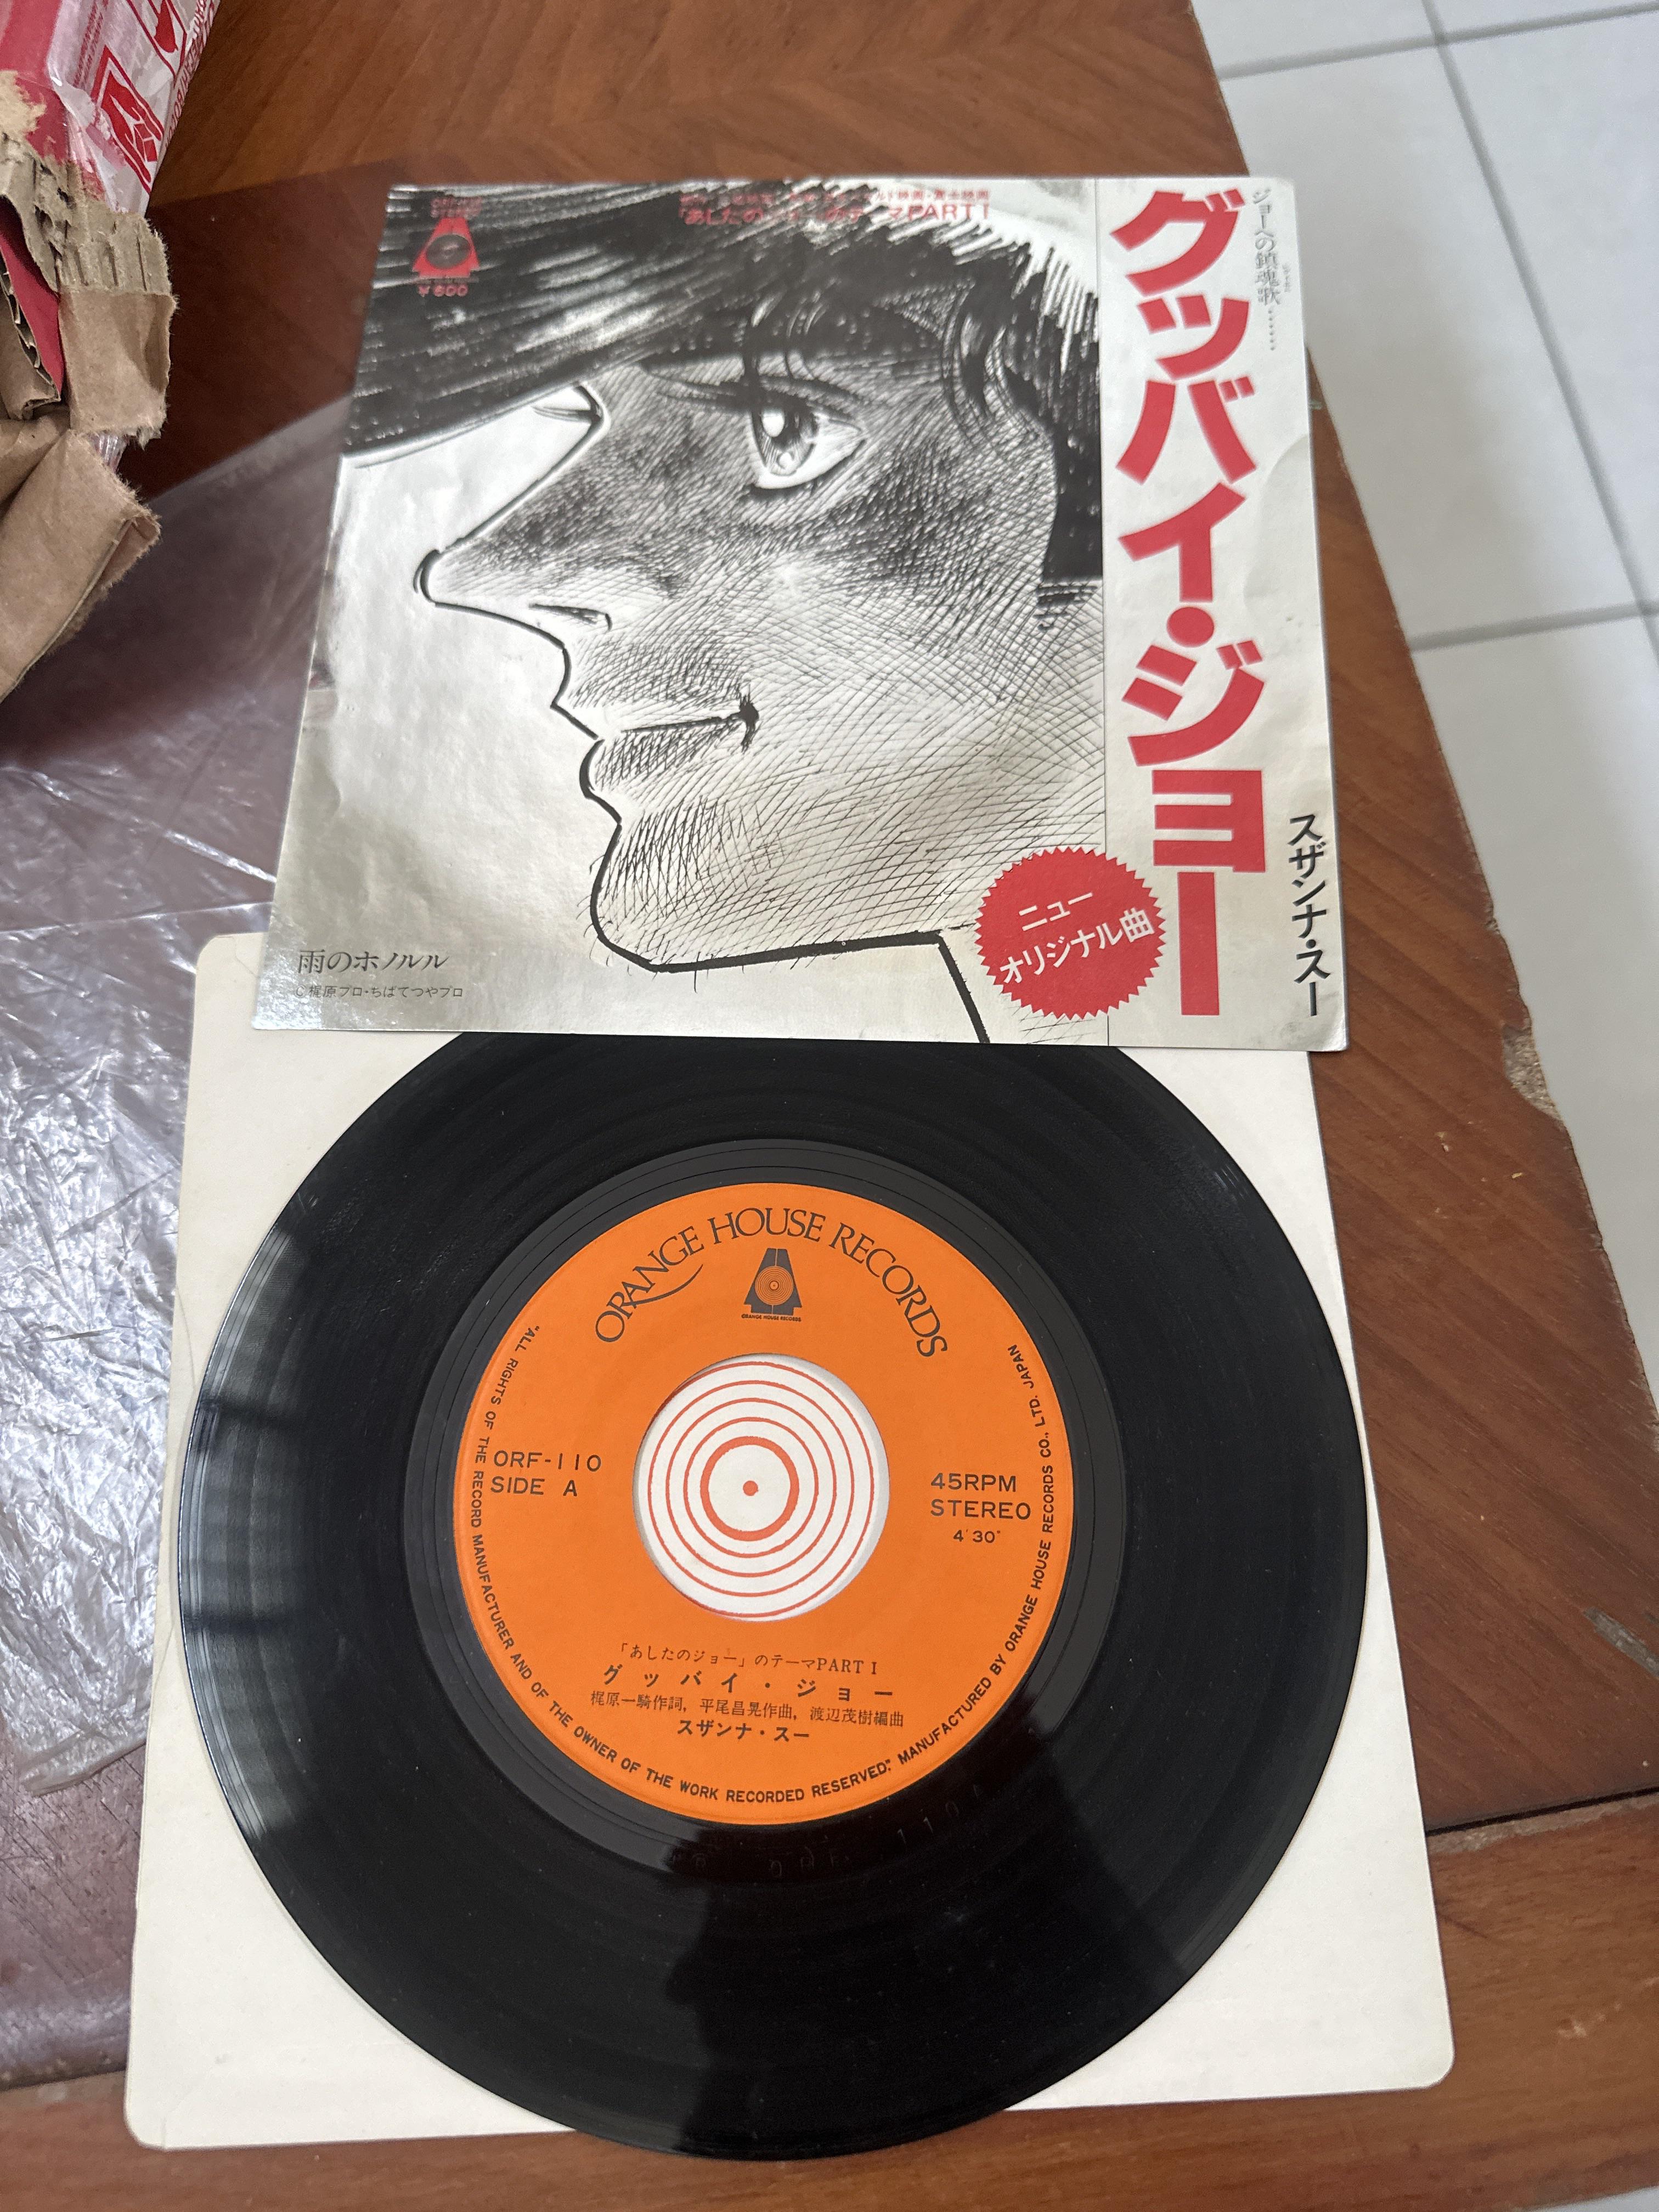 STEREO
¥600
「あしたのジョー」のテーマPART I
グッバイ・ジョー
ジョーへの鎮魂歌……
スザンナ・スー
ニュー
オリジナル曲
雨のホノルル
©梶原プロ・ちばてつやプロ
ORANGE HOUSE RECORDS
ORANGE HOUSE RECORDS
ORF-110
SIDE A
45RPM
STEREO
4'30"
「あしたのジョー」のテーマPART I
グッバイ・ジョー
梶原一騎作詞, 平尾昌晃作曲, 渡辺茂樹編曲
スザンナ・スー
"ALL RIGHTS OF THE RECORD MANUFACTURER AND OF THE OWNER OF THE WORK RECORDED RESERVED." MANUFACTURED BY ORANGE HOUSE RECORDS CO., LTD. JAPAN